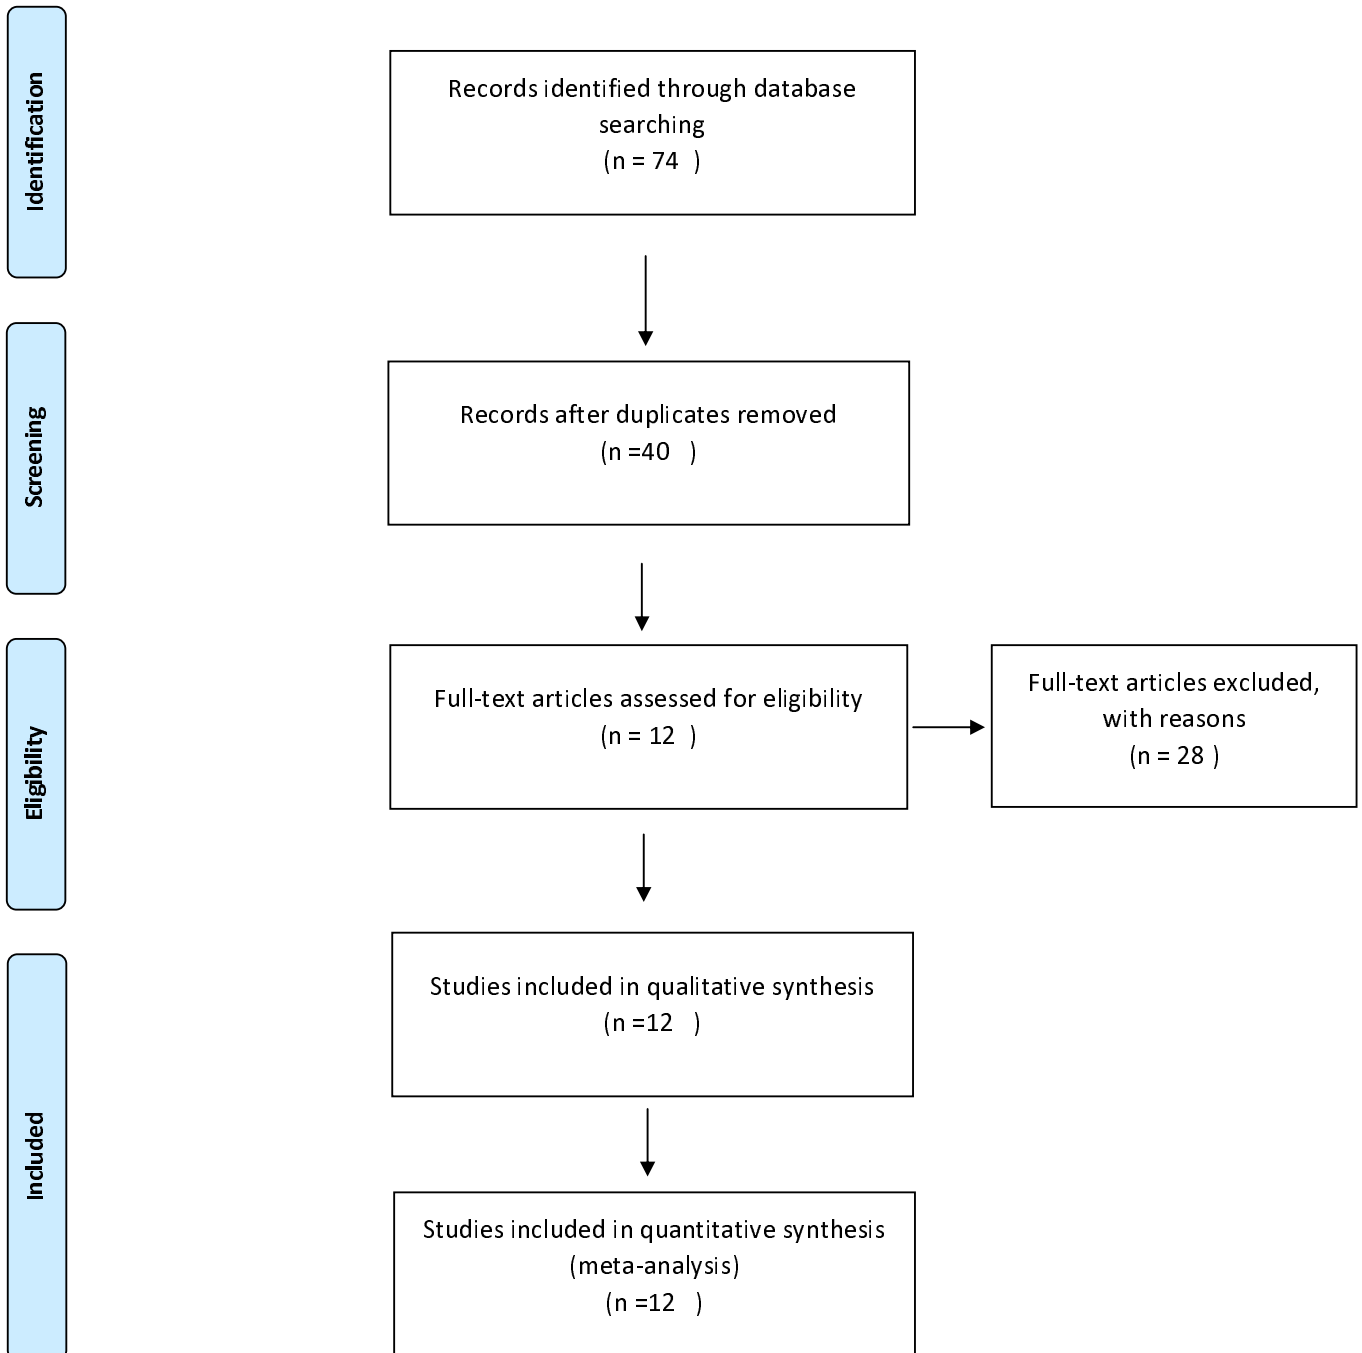 Identification
Records identified through database
searching
(n = 74 )
Screening
Records after duplicates removed
(n =40 )
Eligibility
Full-text articles assessed for eligibility
(n = 12 )
Full-text articles excluded,
with reasons
(n = 28 )
Included
Studies included in qualitative synthesis
(n =12 )
Studies included in quantitative synthesis
(meta-analysis)
(n =12 )